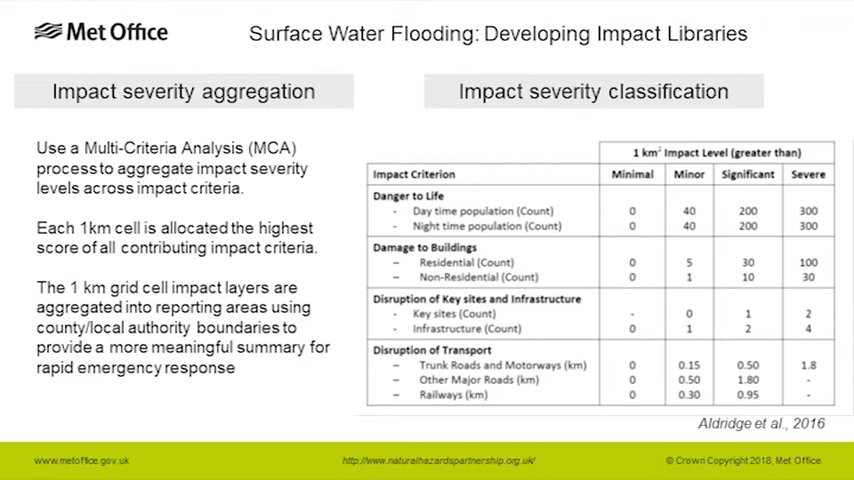 Met Office
Surface Water Flooding: Developing Impact Libraries
Impact severity aggregation
Use a Multi-Criteria Analysis (MCA)
process to aggregate impact severity
levels across impact criteria.
Each 1km cell is allocated the highest
score of all contributing impact criteria.
The 1 km grid cell impact layers are
aggregated into reporting areas using
county/local authority boundaries to
provide a more meaningful summary for
rapid emergency response
Impact severity classification
1 km² Impact Level (greater than)
Impact Criterion Minimal Minor Significant Severe
Danger to Life
- Day time population (Count) 0 40 200 300
- Night time population (Count) 0 40 200 300
Damage to Buildings
– Residential (Count) 0 5 30 100
– Non-Residential (Count) 0 1 10 30
Disruption of Key sites and Infrastructure
- Key sites (Count) - 0 1 2
- Infrastructure (Count) 0 1 2 4
Disruption of Transport
– Trunk Roads and Motorways (km) 0 0.15 0.50 1.8
– Other Major Roads (km) 0 0.50 1.80 -
– Railways (km) 0 0.30 0.95 -
Aldridge et al., 2016
www.metoffice.gov.uk
http://www.naturalhazardspartnership.org.uk/
© Crown Copyright 2018, Met Office